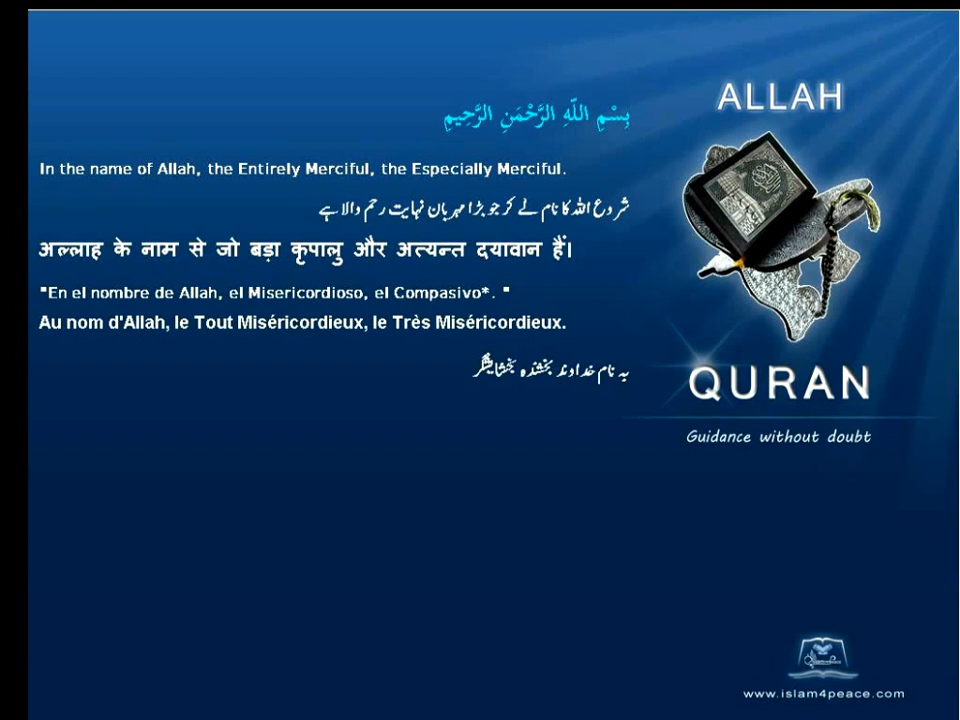 بِسْمِ اللّهِ الرَّحْمَنِ الرَّحِيمِ
In the name of Allah, the Entirely Merciful, the Especially Merciful.
شروع الله کا نام لے کر جو بڑا مہربان نہایت رحم والا ہے
अल्लाह के नाम से जो बड़ा कृपालु और अत्यन्त दयावान हैं।
"En el nombre de Allah, el Misericordioso, el Compasivo*. "
Au nom d'Allah, le Tout Miséricordieux, le Très Miséricordieux.
به نام خداوند بخشنده بخشایشگر
ALLAH
QURAN
Guidance without doubt
www.islam4peace.com